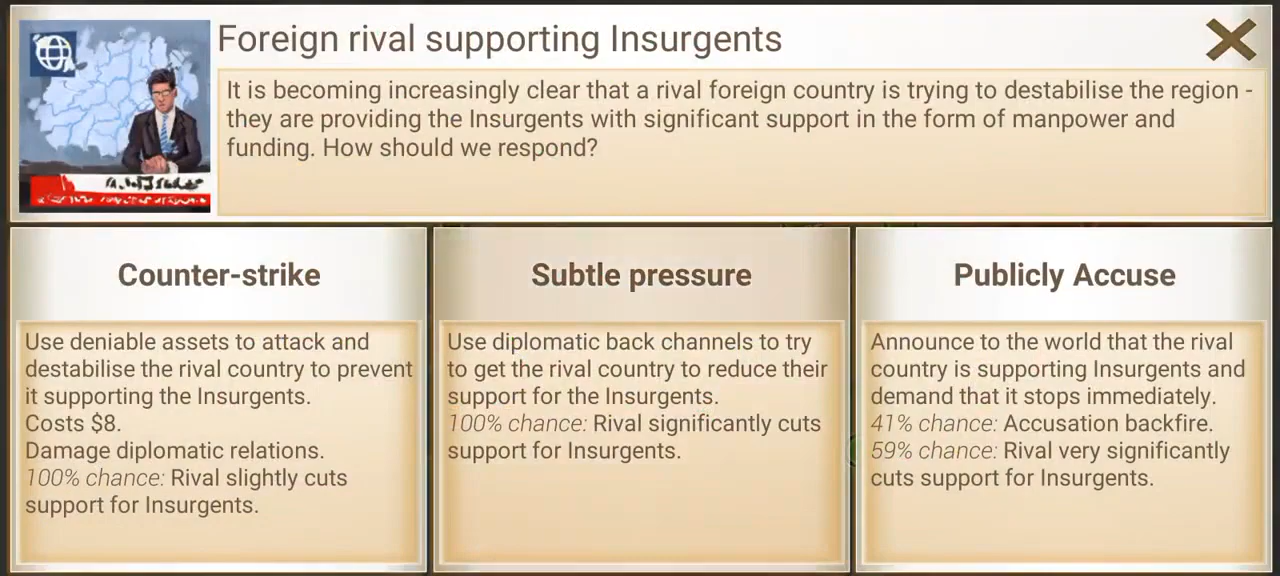 Foreign rival supporting Insurgents
It is becoming increasingly clear that a rival foreign country is trying to destabilise the region -
they are providing the Insurgents with significant support in the form of manpower and
funding. How should we respond?
Counter-strike
Use deniable assets to attack and
destabilise the rival country to prevent
it supporting the Insurgents.
Costs $8.
Damage diplomatic relations.
100% chance: Rival slightly cuts
support for Insurgents.
Subtle pressure
Use diplomatic back channels to try
to get the rival country to reduce their
support for the Insurgents.
100% chance: Rival significantly cuts
support for Insurgents.
Publicly Accuse
Announce to the world that the rival
country is supporting Insurgents and
demand that it stops immediately.
41% chance: Accusation backfire.
59% chance: Rival very significantly
cuts support for Insurgents.